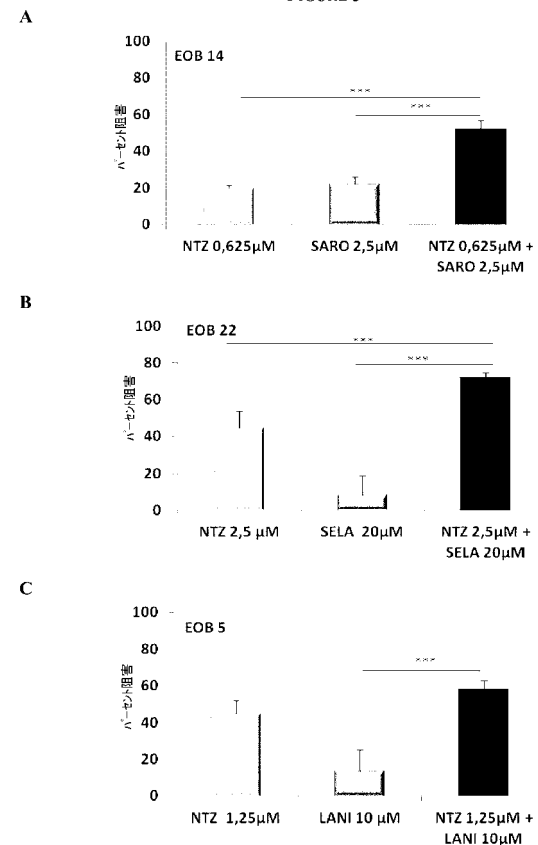 A
EOB 14
100
80
60
40
20
0
パーセント阻害
***
***
NTZ 0,625µM
SARO 2,5µM
NTZ 0,625µM +
SARO 2,5µM
B
EOB 22
100
80
60
40
20
0
パーセント阻害
***
***
NTZ 2,5 µM
SELA 20µM
NTZ 2,5µM +
SELA 20µM
C
EOB 5
100
80
60
40
20
0
パーセント阻害
***
NTZ 1,25µM
LANI 10 µM
NTZ 1,25µM +
LANI 10µM